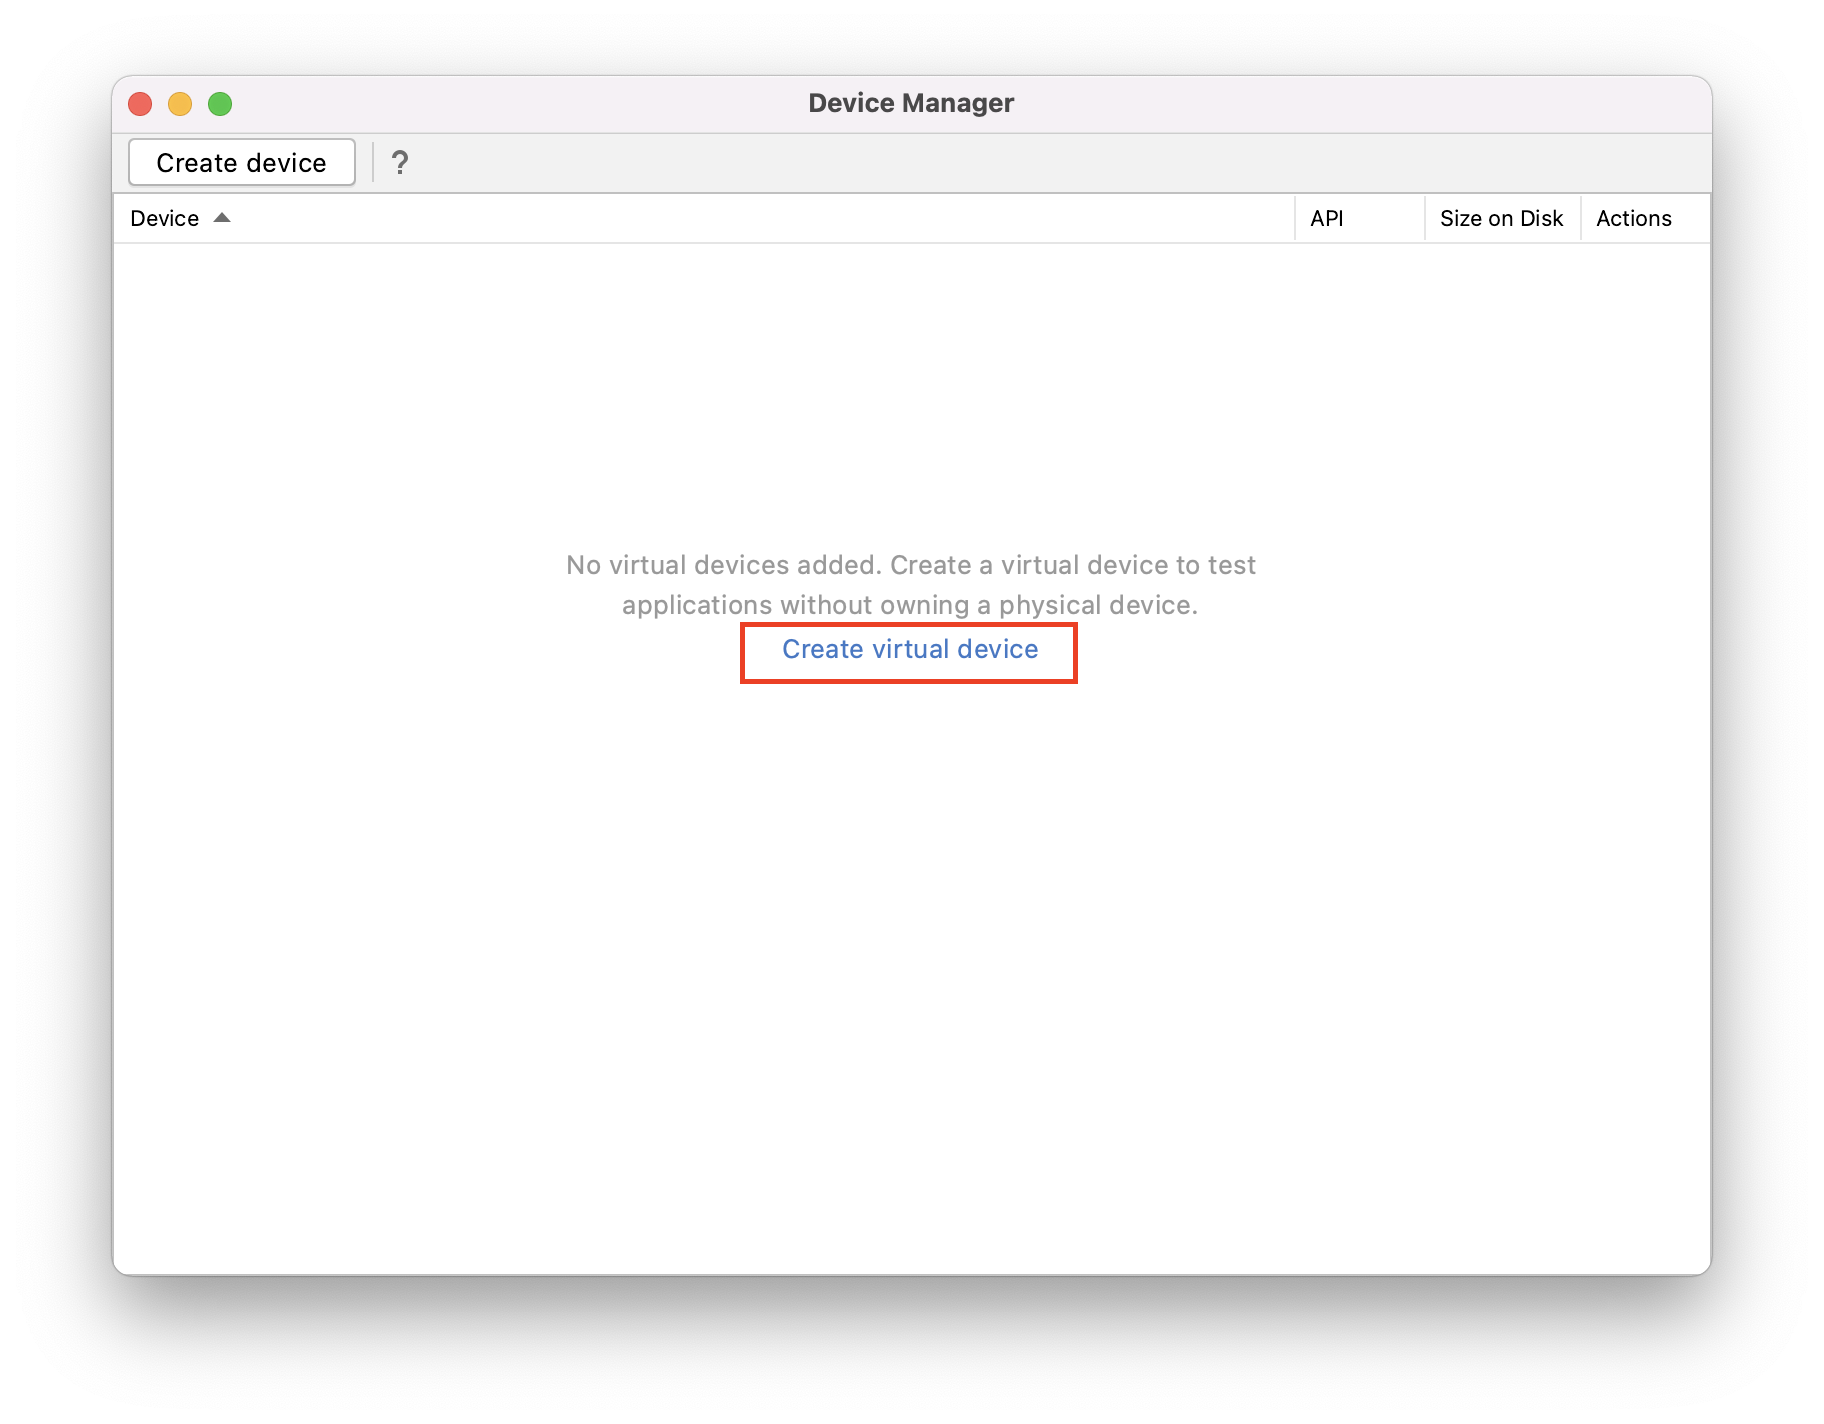 Device Manager
Create device ?
Device API Size on Disk Actions
No virtual devices added. Create a virtual device to test
applications without owning a physical device.
Create virtual device